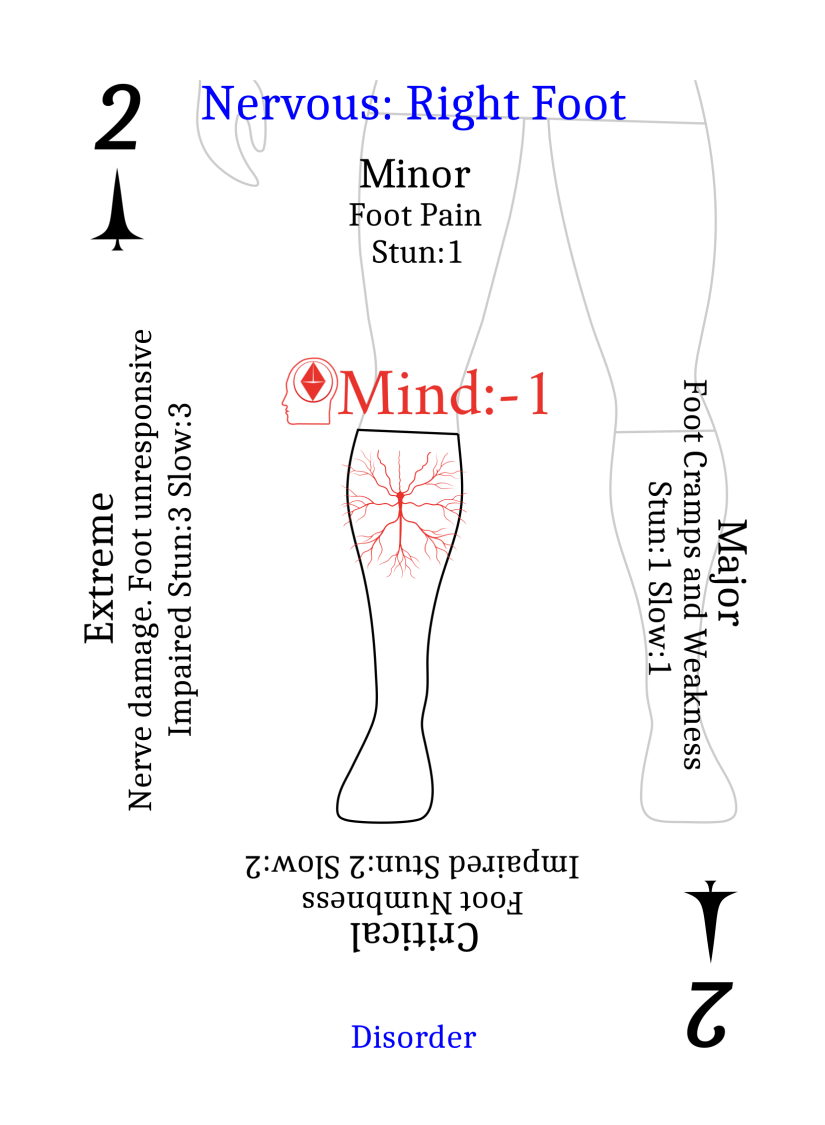 2
Nervous: Right Foot
Minor
Foot Pain
Stun:1
Mind:-1
Major
Foot Cramps and Weakness
Stun:1 Slow:1
Critical
Foot Numbness
Impaired Stun:2 Slow:2
Extreme
Nerve damage. Foot unresponsive
Impaired Stun:3 Slow:3
2
Disorder